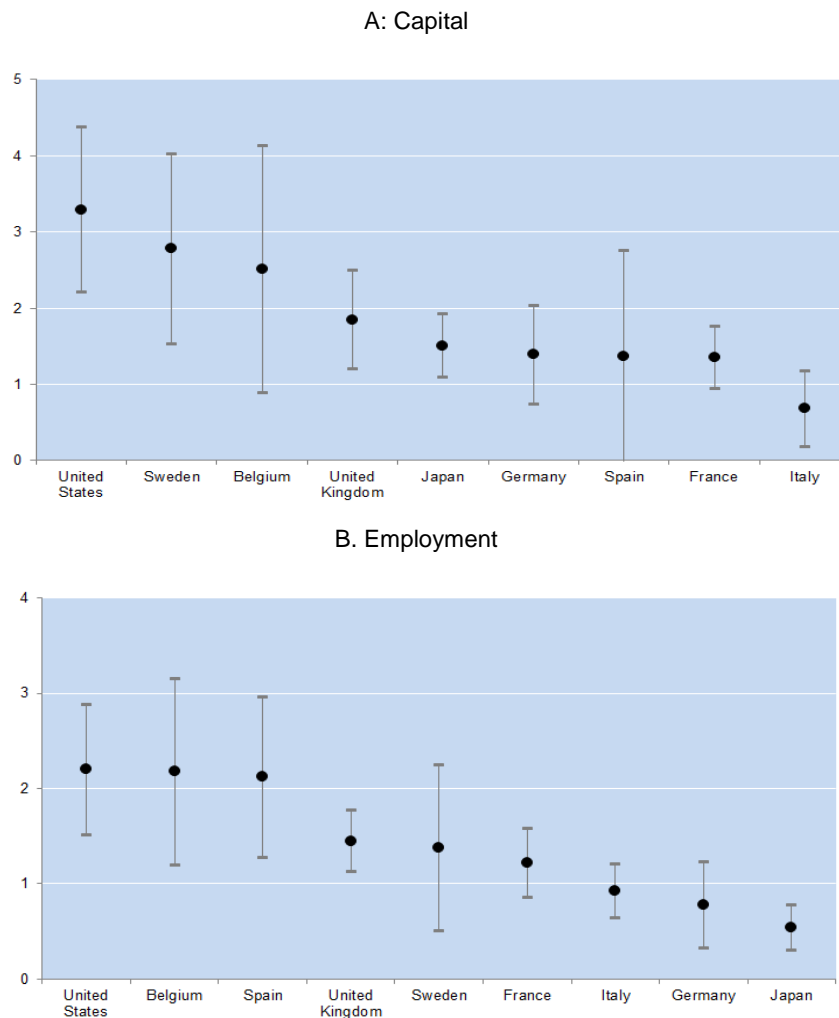 A: Capital
5
4
3
2
1
0
United States Sweden Belgium United Kingdom Japan Germany Spain France Italy
B. Employment
4
3
2
1
0
United States Belgium Spain United Kingdom Sweden France Italy Germany Japan